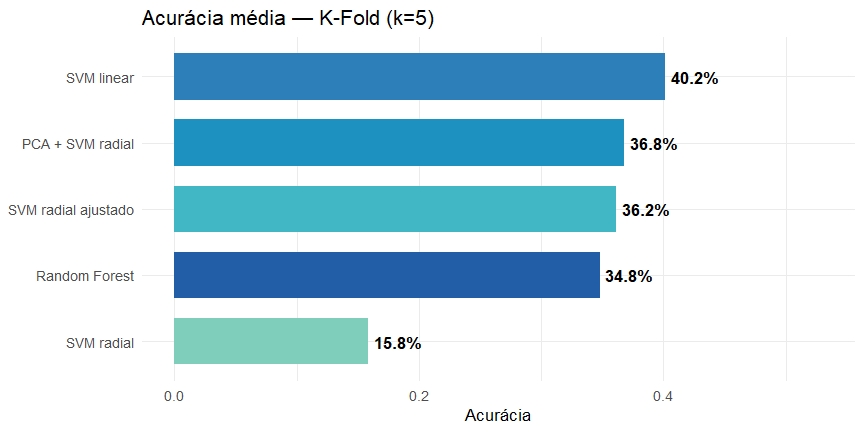 Acurácia média — K-Fold (k=5)
SVM linear 40.2%
PCA + SVM radial 36.8%
SVM radial ajustado 36.2%
Random Forest 34.8%
SVM radial 15.8%
0.0 0.2 0.4
Acurácia